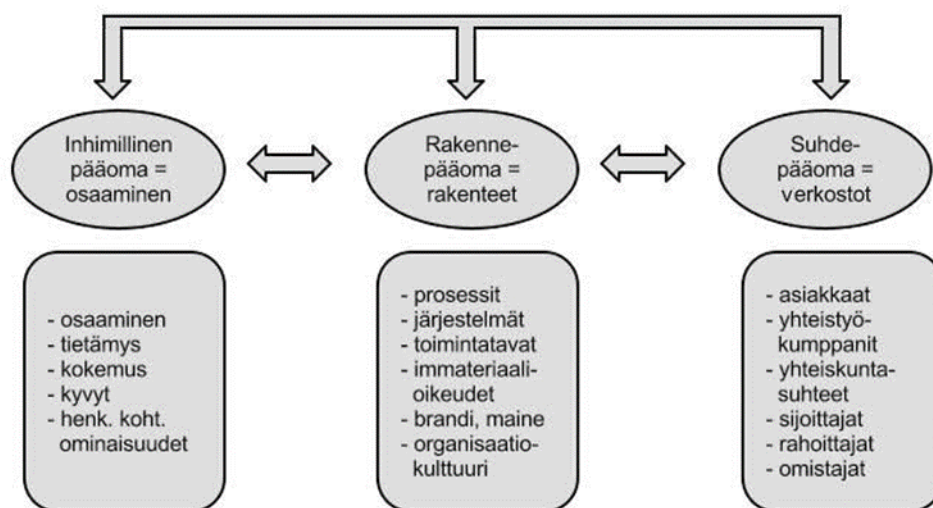 Inhimillinen
pääoma =
osaaminen
Rakenne-
pääoma =
rakenteet
Suhde-
pääoma =
verkostot
- osaaminen
- tietämys
- kokemus
- kyvyt
- henk. koht.
ominaisuudet
- prosessit
- järjestelmät
- toimintatavat
- immateriaali-
oikeudet
- brandi, maine
- organisaatio-
kulttuuri
- asiakkaat
- yhteistyö-
kumppanit
- yhteiskunta-
suhteet
- sijoittajat
- rahoittajat
- omistajat